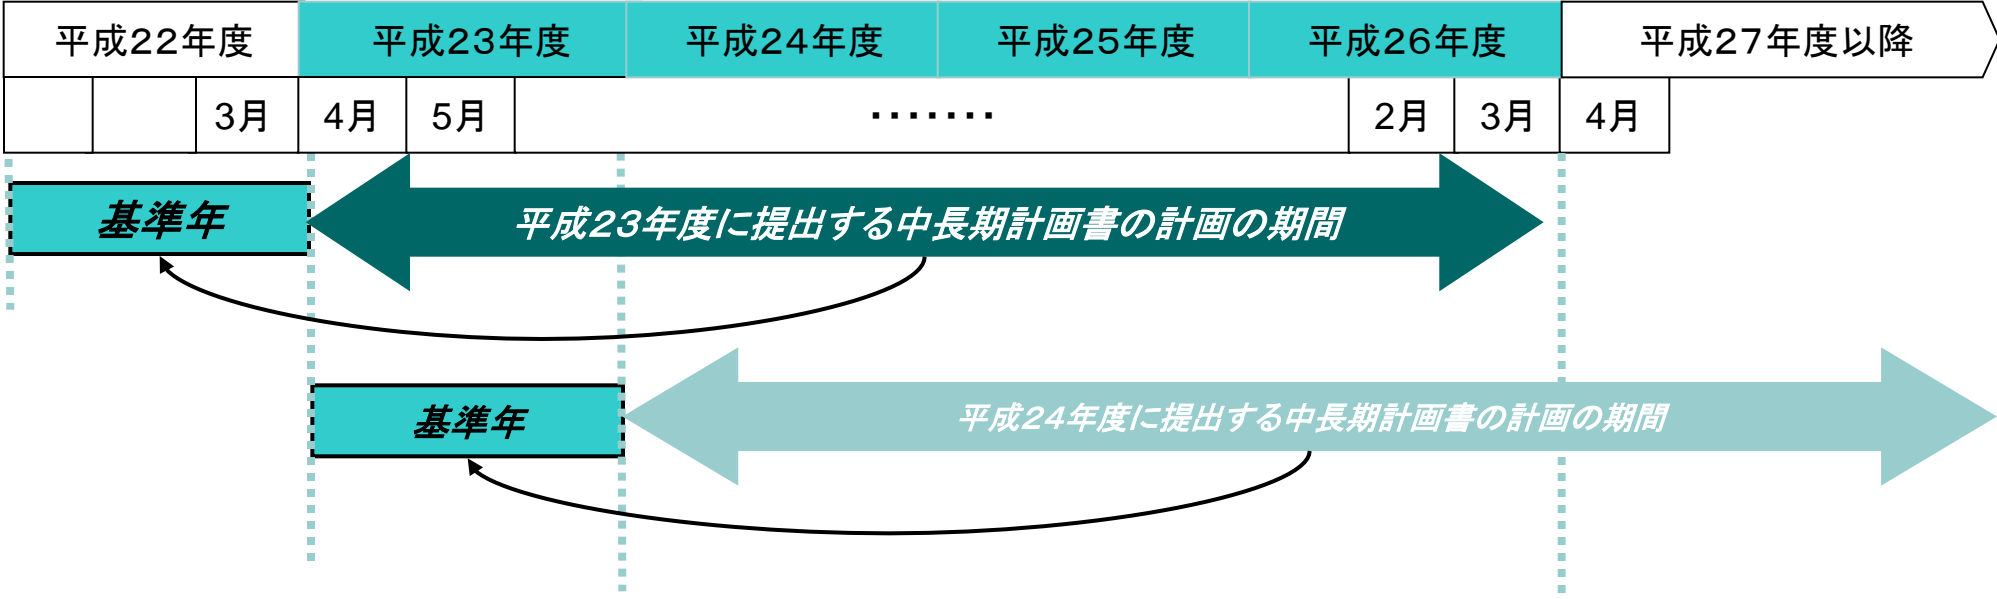 平成２２年度 平成２３年度 平成２４年度 平成２５年度 平成２６年度 平成２７年度以降
３月 ４月 ５月 ・・・・・・・ ２月 ３月 ４月
基準年 平成２３年度に提出する中長期計画書の計画の期間
基準年 平成２４年度に提出する中長期計画書の計画の期間